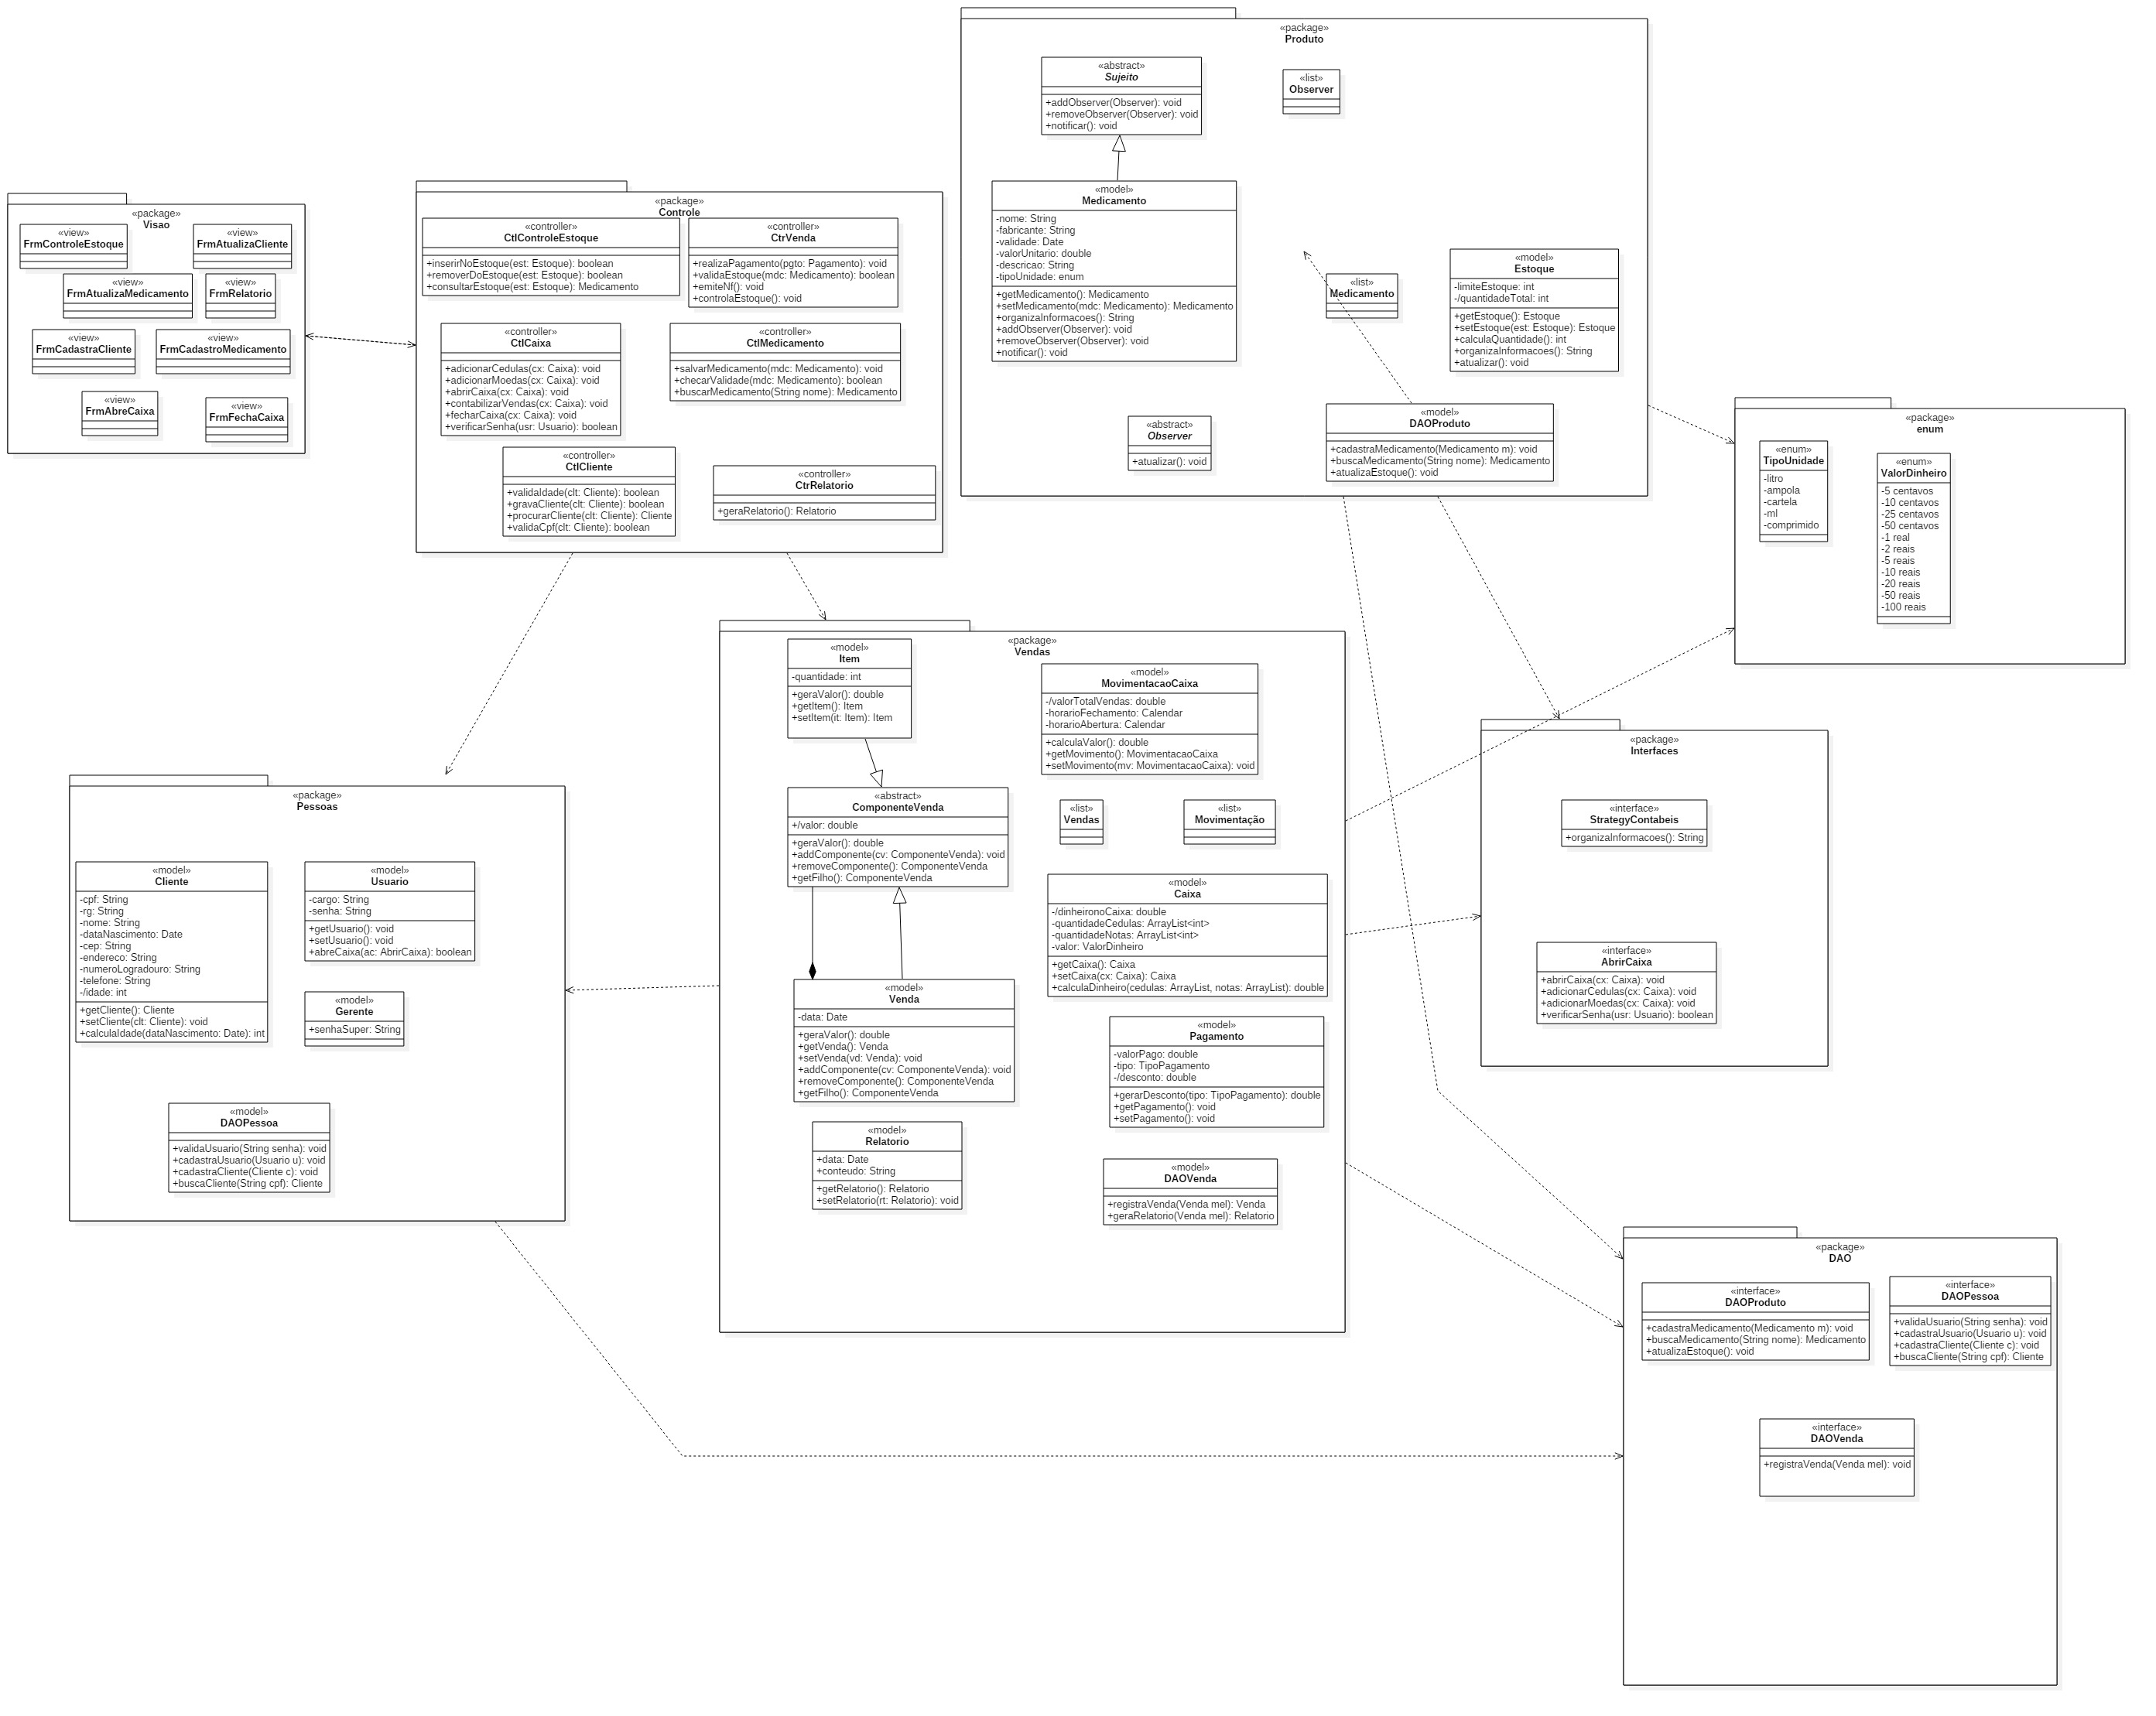 «package»
Produto
«abstract»
Sujeito
+addObserver(Observer): void
+removeObserver(Observer): void
+notificar(): void
«list»
Observer
«model»
Medicamento
-nome: String
-fabricante: String
-validade: Date
-valorUnitario: double
-descricao: String
-tipoUnidade: enum
+getMedicamento(): Medicamento
+setMedicamento(mdc: Medicamento): Medicamento
+organizaInformacoes(): String
+addObserver(Observer): void
+removeObserver(Observer): void
+notificar(): void
«list»
Medicamento
«model»
Estoque
-limiteEstoque: int
-/quantidadeTotal: int
+getEstoque(): Estoque
+setEstoque(est: Estoque): Estoque
+calculaQuantidade(): int
+organizaInformacoes(): String
+atualizar(): void
«abstract»
Observer
+atualizar(): void
«model»
DAOProduto
+cadastraMedicamento(Medicamento m): void
+buscaMedicamento(String nome): Medicamento
+atualizaEstoque(): void
«package»
Visao
«view»
FrmControleEstoque
«view»
FrmAtualizaCliente
«view»
FrmAtualizaMedicamento
«view»
FrmRelatorio
«view»
FrmCadastraCliente
«view»
FrmCadastroMedicamento
«view»
FrmAbreCaixa
«view»
FrmFechaCaixa
«package»
Controle
«controller»
CtlControleEstoque
+inserirNoEstoque(est: Estoque): boolean
+removerDoEstoque(est: Estoque): boolean
+consultarEstoque(est: Estoque): Medicamento
«controller»
CtrVenda
+realizaPagamento(pgto: Pagamento): void
+validaEstoque(mdc: Medicamento): boolean
+emiteNf(): void
+controlaEstoque(): void
«controller»
CtlCaixa
+adicionarCedulas(cx: Caixa): void
+adicionarMoedas(cx: Caixa): void
+abrirCaixa(cx: Caixa): void
+contabilizarVendas(cx: Caixa): void
+fecharCaixa(cx: Caixa): void
+verificarSenha(usr: Usuario): boolean
«controller»
CtlMedicamento
+salvarMedicamento(mdc: Medicamento): void
+checarValidade(mdc: Medicamento): boolean
+buscarMedicamento(String nome): Medicamento
«controller»
CtlCliente
+validaIdade(clt: Cliente): boolean
+gravaCliente(clt: Cliente): boolean
+procurarCliente(clt: Cliente): Cliente
+validaCpf(clt: Cliente): boolean
«controller»
CtrRelatorio
+geraRelatorio(): Relatorio
«package»
enum
«enum»
TipoUnidade
-litro
-ampola
-cartela
-ml
-comprimido
«enum»
ValorDinheiro
-5 centavos
-10 centavos
-25 centavos
-50 centavos
-1 real
-2 reais
-5 reais
-10 reais
-20 reais
-50 reais
-100 reais
«package»
Vendas
«model»
Item
-quantidade: int
+geraValor(): double
+getItem(): Item
+setItem(it: Item): Item
«model»
MovimentacaoCaixa
-/valorTotalVendas: double
-horarioFechamento: Calendar
-horarioAbertura: Calendar
+calculaValor(): double
+getMovimento(): MovimentacaoCaixa
+setMovimento(mv: MovimentacaoCaixa): void
«abstract»
ComponenteVenda
+/valor: double
+geraValor(): double
+addComponente(cv: ComponenteVenda): void
+removeComponente(): ComponenteVenda
+getFilho(): ComponenteVenda
«list»
Vendas
«list»
Movimentação
«model»
Caixa
-/dinheironoCaixa: double
-quantidadeCedulas: ArrayList<int>
-quantidadeNotas: ArrayList<int>
-valor: ValorDinheiro
+getCaixa(): Caixa
+setCaixa(cx: Caixa): Caixa
+calculaDinheiro(cedulas: ArrayList, notas: ArrayList): double
«model»
Venda
-data: Date
+geraValor(): double
+getVenda(): Venda
+setVenda(vd: Venda): void
+addComponente(cv: ComponenteVenda): void
+removeComponente(): ComponenteVenda
+getFilho(): ComponenteVenda
«model»
Pagamento
-valorPago: double
-tipo: TipoPagamento
-/desconto: double
+gerarDesconto(tipo: TipoPagamento): double
+getPagamento(): void
+setPagamento(): void
«model»
Relatorio
+data: Date
+conteudo: String
+getRelatorio(): Relatorio
+setRelatorio(rt: Relatorio): void
«model»
DAOVenda
+registraVenda(Venda mel): Venda
+geraRelatorio(Venda mel): Relatorio
«package»
Interfaces
«interface»
StrategyContabeis
+organizaInformacoes(): String
«interface»
AbrirCaixa
+abrirCaixa(cx: Caixa): void
+adicionarCedulas(cx: Caixa): void
+adicionarMoedas(cx: Caixa): void
+verificarSenha(usr: Usuario): boolean
«package»
Pessoas
«model»
Cliente
-cpf: String
-rg: String
-nome: String
-dataNascimento: Date
-cep: String
-endereco: String
-numeroLogradouro: String
-telefone: String
-/idade: int
+getCliente(): Cliente
+setCliente(clt: Cliente): void
+calculaIdade(dataNascimento: Date): int
«model»
Usuario
-cargo: String
-senha: String
+getUsuario(): void
+setUsuario(): void
+abreCaixa(ac: AbrirCaixa): boolean
«model»
Gerente
+senhaSuper: String
«model»
DAOPessoa
+validaUsuario(String senha): void
+cadastraUsuario(Usuario u): void
+cadastraCliente(Cliente c): void
+buscaCliente(String cpf): Cliente
«package»
DAO
«interface»
DAOProduto
+cadastraMedicamento(Medicamento m): void
+buscaMedicamento(String nome): Medicamento
+atualizaEstoque(): void
«interface»
DAOPessoa
+validaUsuario(String senha): void
+cadastraUsuario(Usuario u): void
+cadastraCliente(Cliente c): void
+buscaCliente(String cpf): Cliente
«interface»
DAOVenda
+registraVenda(Venda mel): void